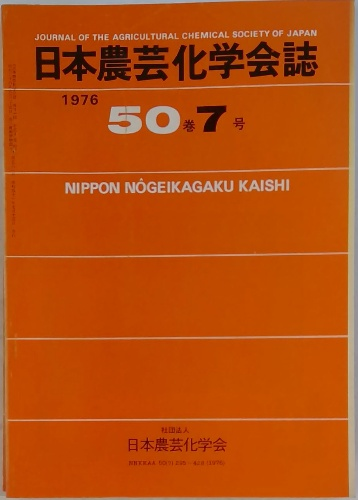 JOURNAL OF THE AGRICULTURAL CHEMICAL SOCIETY OF JAPAN
日本農芸化学会誌
1976
50巻7号
NIPPON NŌGEIKAGAKU KAISHI
社団法人
日本農芸化学会